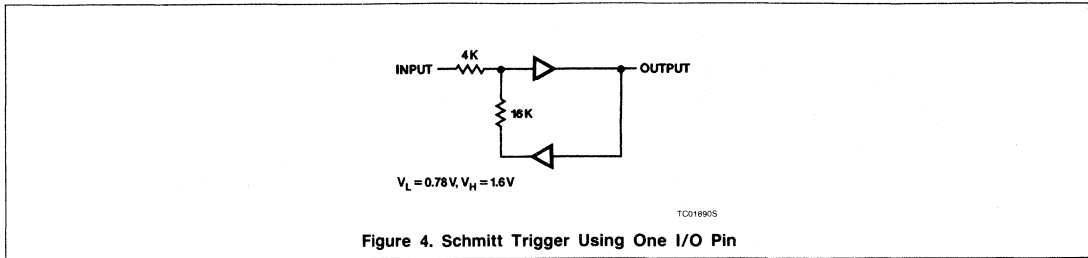 4K
INPUT
OUTPUT
16K
V_L = 0.78V, V_H = 1.6V
TC01890S
Figure 4. Schmitt Trigger Using One I/O Pin